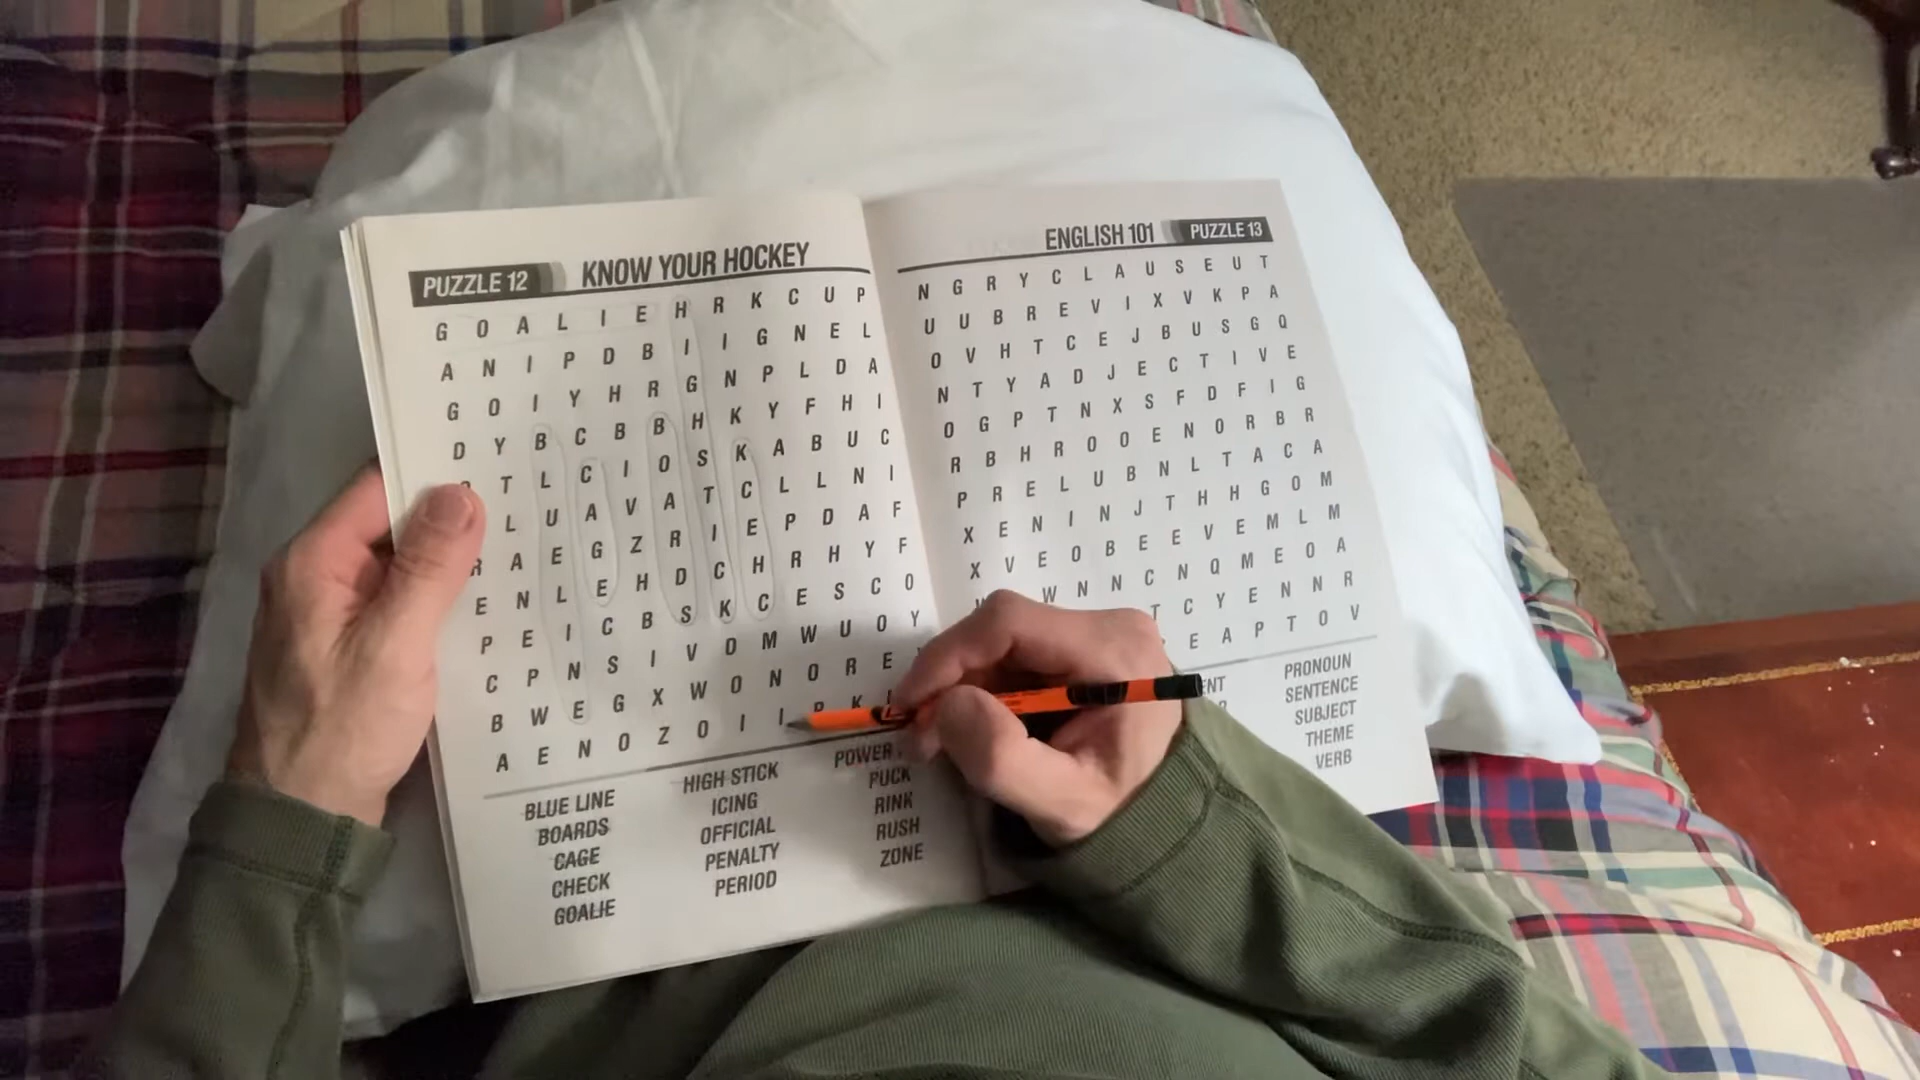 PUZZLE 12 KNOW YOUR HOCKEY
G O A L I E H R K C U P
A N I P D B I I G N E L
G O I Y H R G N P L D A
D Y B C B B H K Y F H I
T L C I O S K A B U C
L U A V A T C L L N I
R A E G Z R I E P D A F
E N L E H D C H R H Y F
P E I C B S K C E S C O
C P N S I V D M W U O Y
B W E G X W O N O R E
A E N O Z O I I R K
BLUE LINE
BOARDS
CAGE
CHECK
GOALIE
HIGH STICK
ICING
OFFICIAL
PENALTY
PERIOD
POWER
PUCK
RINK
RUSH
ZONE
ENGLISH 101 PUZZLE 13
N G R Y C L A U S E U T
U U B R E V I X V K P A
O V H T C E J B U S G Q
N T Y A D J E C T I V E
O G P T N X S F D F I G
R B H R O O E N O R B R
P R E L U B N L T A C A
X E N I N J T H H G O M
X V E O B E E V E M L M
W N N C N Q M E O A
T C Y E N N R
E A P T O V
PRONOUN
SENTENCE
SUBJECT
THEME
VERB